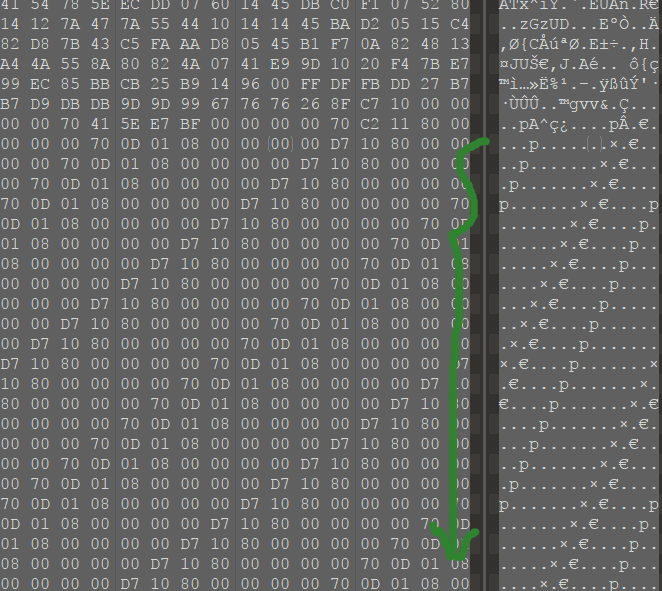 41 54 78 5E EC DD 07 60 14 45 DB C0 F1 07 52 80 ATx^ìÝ.`.EÛÀñ.R€
14 12 7A 47 7A 55 44 10 14 14 45 BA D2 05 15 C4 ..zGzUD...EºÒ..Ä
82 D8 7B 43 C5 FA AA D8 05 45 B1 F7 0A 82 48 13 ‚Ø{CÅúªØ.E±÷.‚H.
A4 4A 55 8A 80 82 4A 07 41 E9 9D 10 20 F4 7B E7 ¤JUŠ€‚J.Aé.. ô{ç
99 EC 85 BB CB 25 B9 14 96 00 FF DF FB DD 27 B7 ™ì…»Ë%¹.–.ÿßûÝ'·
B7 D9 DB DB 9D 9D 99 67 76 76 26 8F C7 10 00 00 ·ÙÛÛ..™gvv&.Ç...
00 00 70 41 5E E7 BF 00 00 00 00 70 C2 11 80 00 ..pA^ç¿....pÂ.€.
00 00 00 70 0D 01 08 00 00 00 00 D7 10 80 00 00 ...p.......×.€..
00 00 70 0D 01 08 00 00 00 00 D7 10 80 00 00 00 ..p.......×.€...
00 70 0D 01 08 00 00 00 00 D7 10 80 00 00 00 00 .p.......×.€....
70 0D 01 08 00 00 00 00 D7 10 80 00 00 00 00 70 p.......×.€....p
0D 01 08 00 00 00 00 D7 10 80 00 00 00 00 70 0D .......×.€....p.
01 08 00 00 00 00 D7 10 80 00 00 00 00 70 0D 01 ......×.€....p..
08 00 00 00 00 D7 10 80 00 00 00 00 70 0D 01 08 .....×.€....p...
00 00 00 00 D7 10 80 00 00 00 00 70 0D 01 08 00 ....×.€....p....
00 00 00 D7 10 80 00 00 00 00 70 0D 01 08 00 00 ...×.€....p.....
00 00 D7 10 80 00 00 00 00 70 0D 01 08 00 00 00 ..×.€....p......
00 D7 10 80 00 00 00 00 70 0D 01 08 00 00 00 00 .×.€....p.......
D7 10 80 00 00 00 00 70 0D 01 08 00 00 00 00 D7 ×.€....p.......×
10 80 00 00 00 00 70 0D 01 08 00 00 00 00 D7 10 .€....p.......×.
80 00 00 00 00 70 0D 01 08 00 00 00 00 D7 10 80 €....p.......×.€
00 00 00 00 70 0D 01 08 00 00 00 00 D7 10 80 00 ....p.......×.€.
00 00 00 70 0D 01 08 00 00 00 00 D7 10 80 00 00 ...p.......×.€..
00 00 70 0D 01 08 00 00 00 00 D7 10 80 00 00 00 ..p.......×.€...
00 70 0D 01 08 00 00 00 00 D7 10 80 00 00 00 00 .p.......×.€....
70 0D 01 08 00 00 00 00 D7 10 80 00 00 00 00 70 p.......×.€....p
0D 01 08 00 00 00 00 D7 10 80 00 00 00 00 70 0D .......×.€....p.
01 08 00 00 00 00 D7 10 80 00 00 00 00 70 0D 01 ......×.€....p..
08 00 00 00 00 D7 10 80 00 00 00 00 70 0D 01 08 .....×.€....p...
00 00 00 00 D7 10 80 00 00 00 00 70 0D 01 08 00 ....×.€....p....